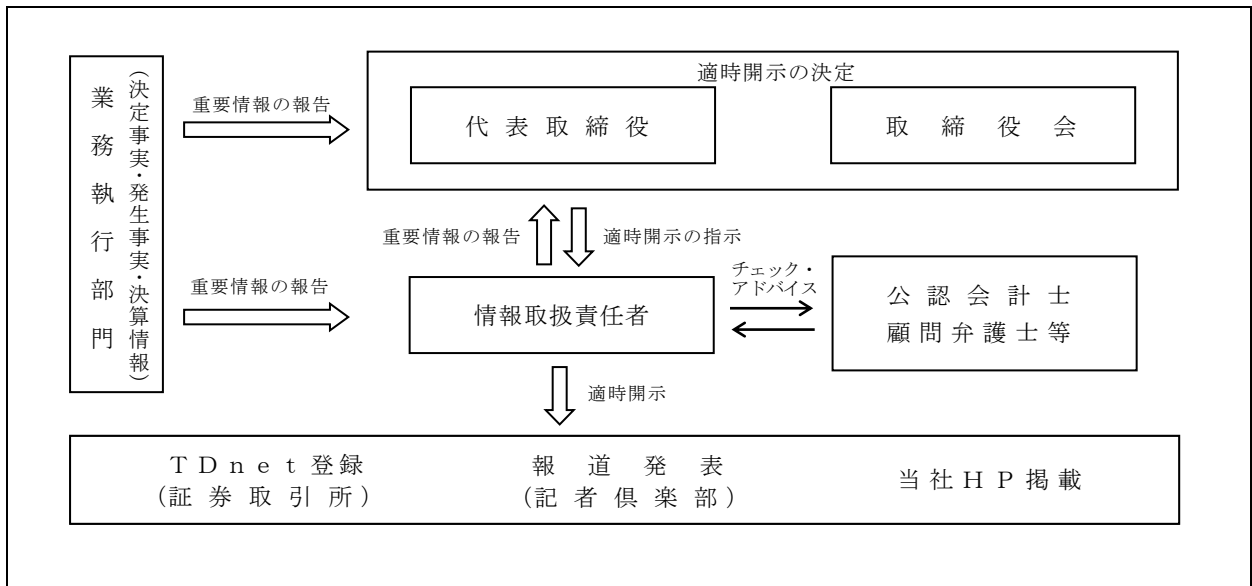 業務執行部門
(決定事実・発生事実・決算情報)
重要情報の報告
適時開示の決定
代表取締役
取締役会
重要情報の報告
適時開示の指示
重要情報の報告
情報取扱責任者
チェック・
アドバイス
公認会計士
顧問弁護士等
適時開示
TDnet登録
(証券取引所)
報道発表
(記者倶楽部)
当社HP掲載